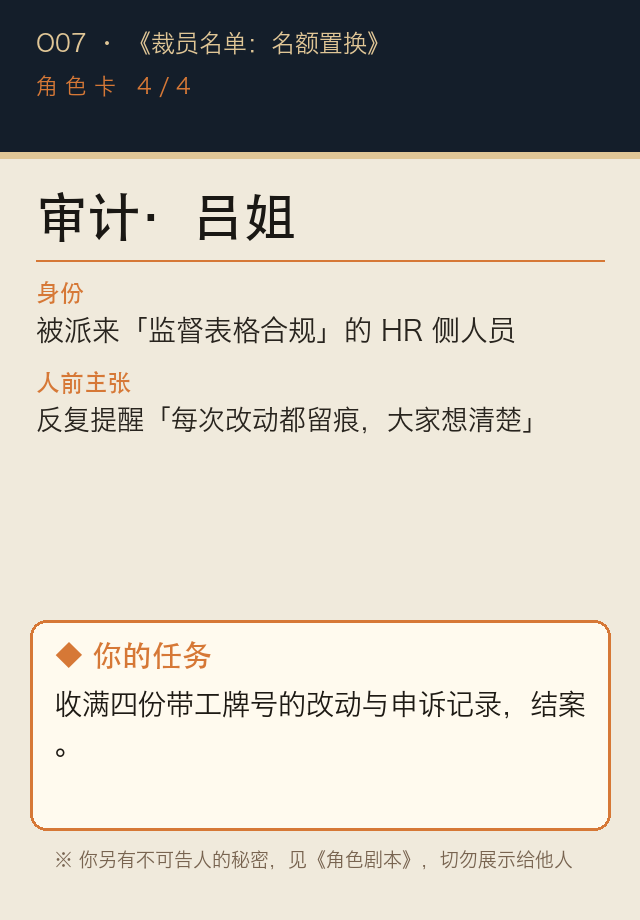 007 · 《裁员名单：名额置换》
角色卡 4/4
审计· 吕姐
身份
被派来「监督表格合规」的 HR 侧人员
人前主张
反复提醒「每次改动都留痕，大家想清楚」
◆ 你的任务
收满四份带工牌号的改动与申诉记录，结案
。
※ 你另有不可告人的秘密，见《角色剧本》，切勿展示给他人